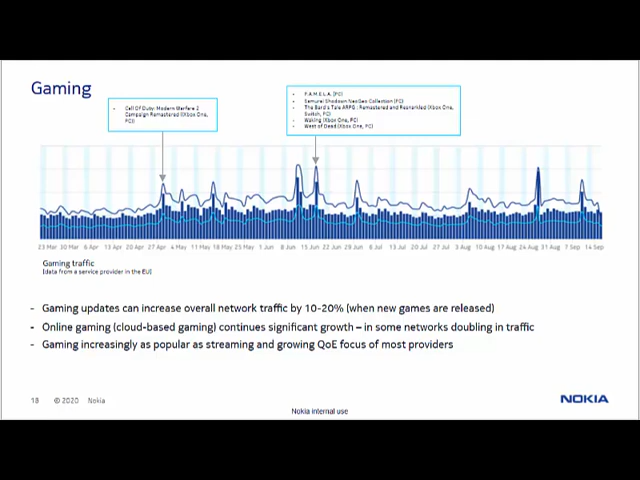 Gaming
Call Of Duty: Modern Warfare 2
Campaign Remastered (Xbox One,
PC)
F.A.M.E.L.A. (PC)
Samurai Shodown NeoGeo Collection (PC)
The Bard's Tale ARPG : Remastered and Resnarkled (Xbox One,
Switch, PC)
Waking (Xbox One, PC)
West of Dead (Xbox One, PC)
23 Mar 30 Mar 6 Apr 13 Apr 20 Apr 27 Apr 4 May 11 May 18 May 25 May 1 Jun 8 Jun 15 Jun 22 Jun 29 Jun 6 Jul 13 Jul 20 Jul 27 Jul 3 Aug 10 Aug 17 Aug 24 Aug 31 Aug 7 Sep 14 Sep
Gaming traffic
(data from a service provider in the EU)
- Gaming updates can increase overall network traffic by 10-20% (when new games are released)
- Online gaming (cloud-based gaming) continues significant growth – in some networks doubling in traffic
- Gaming increasingly as popular as streaming and growing QoE focus of most providers
18 © 2020 Nokia
NOKIA
Nokia internal use